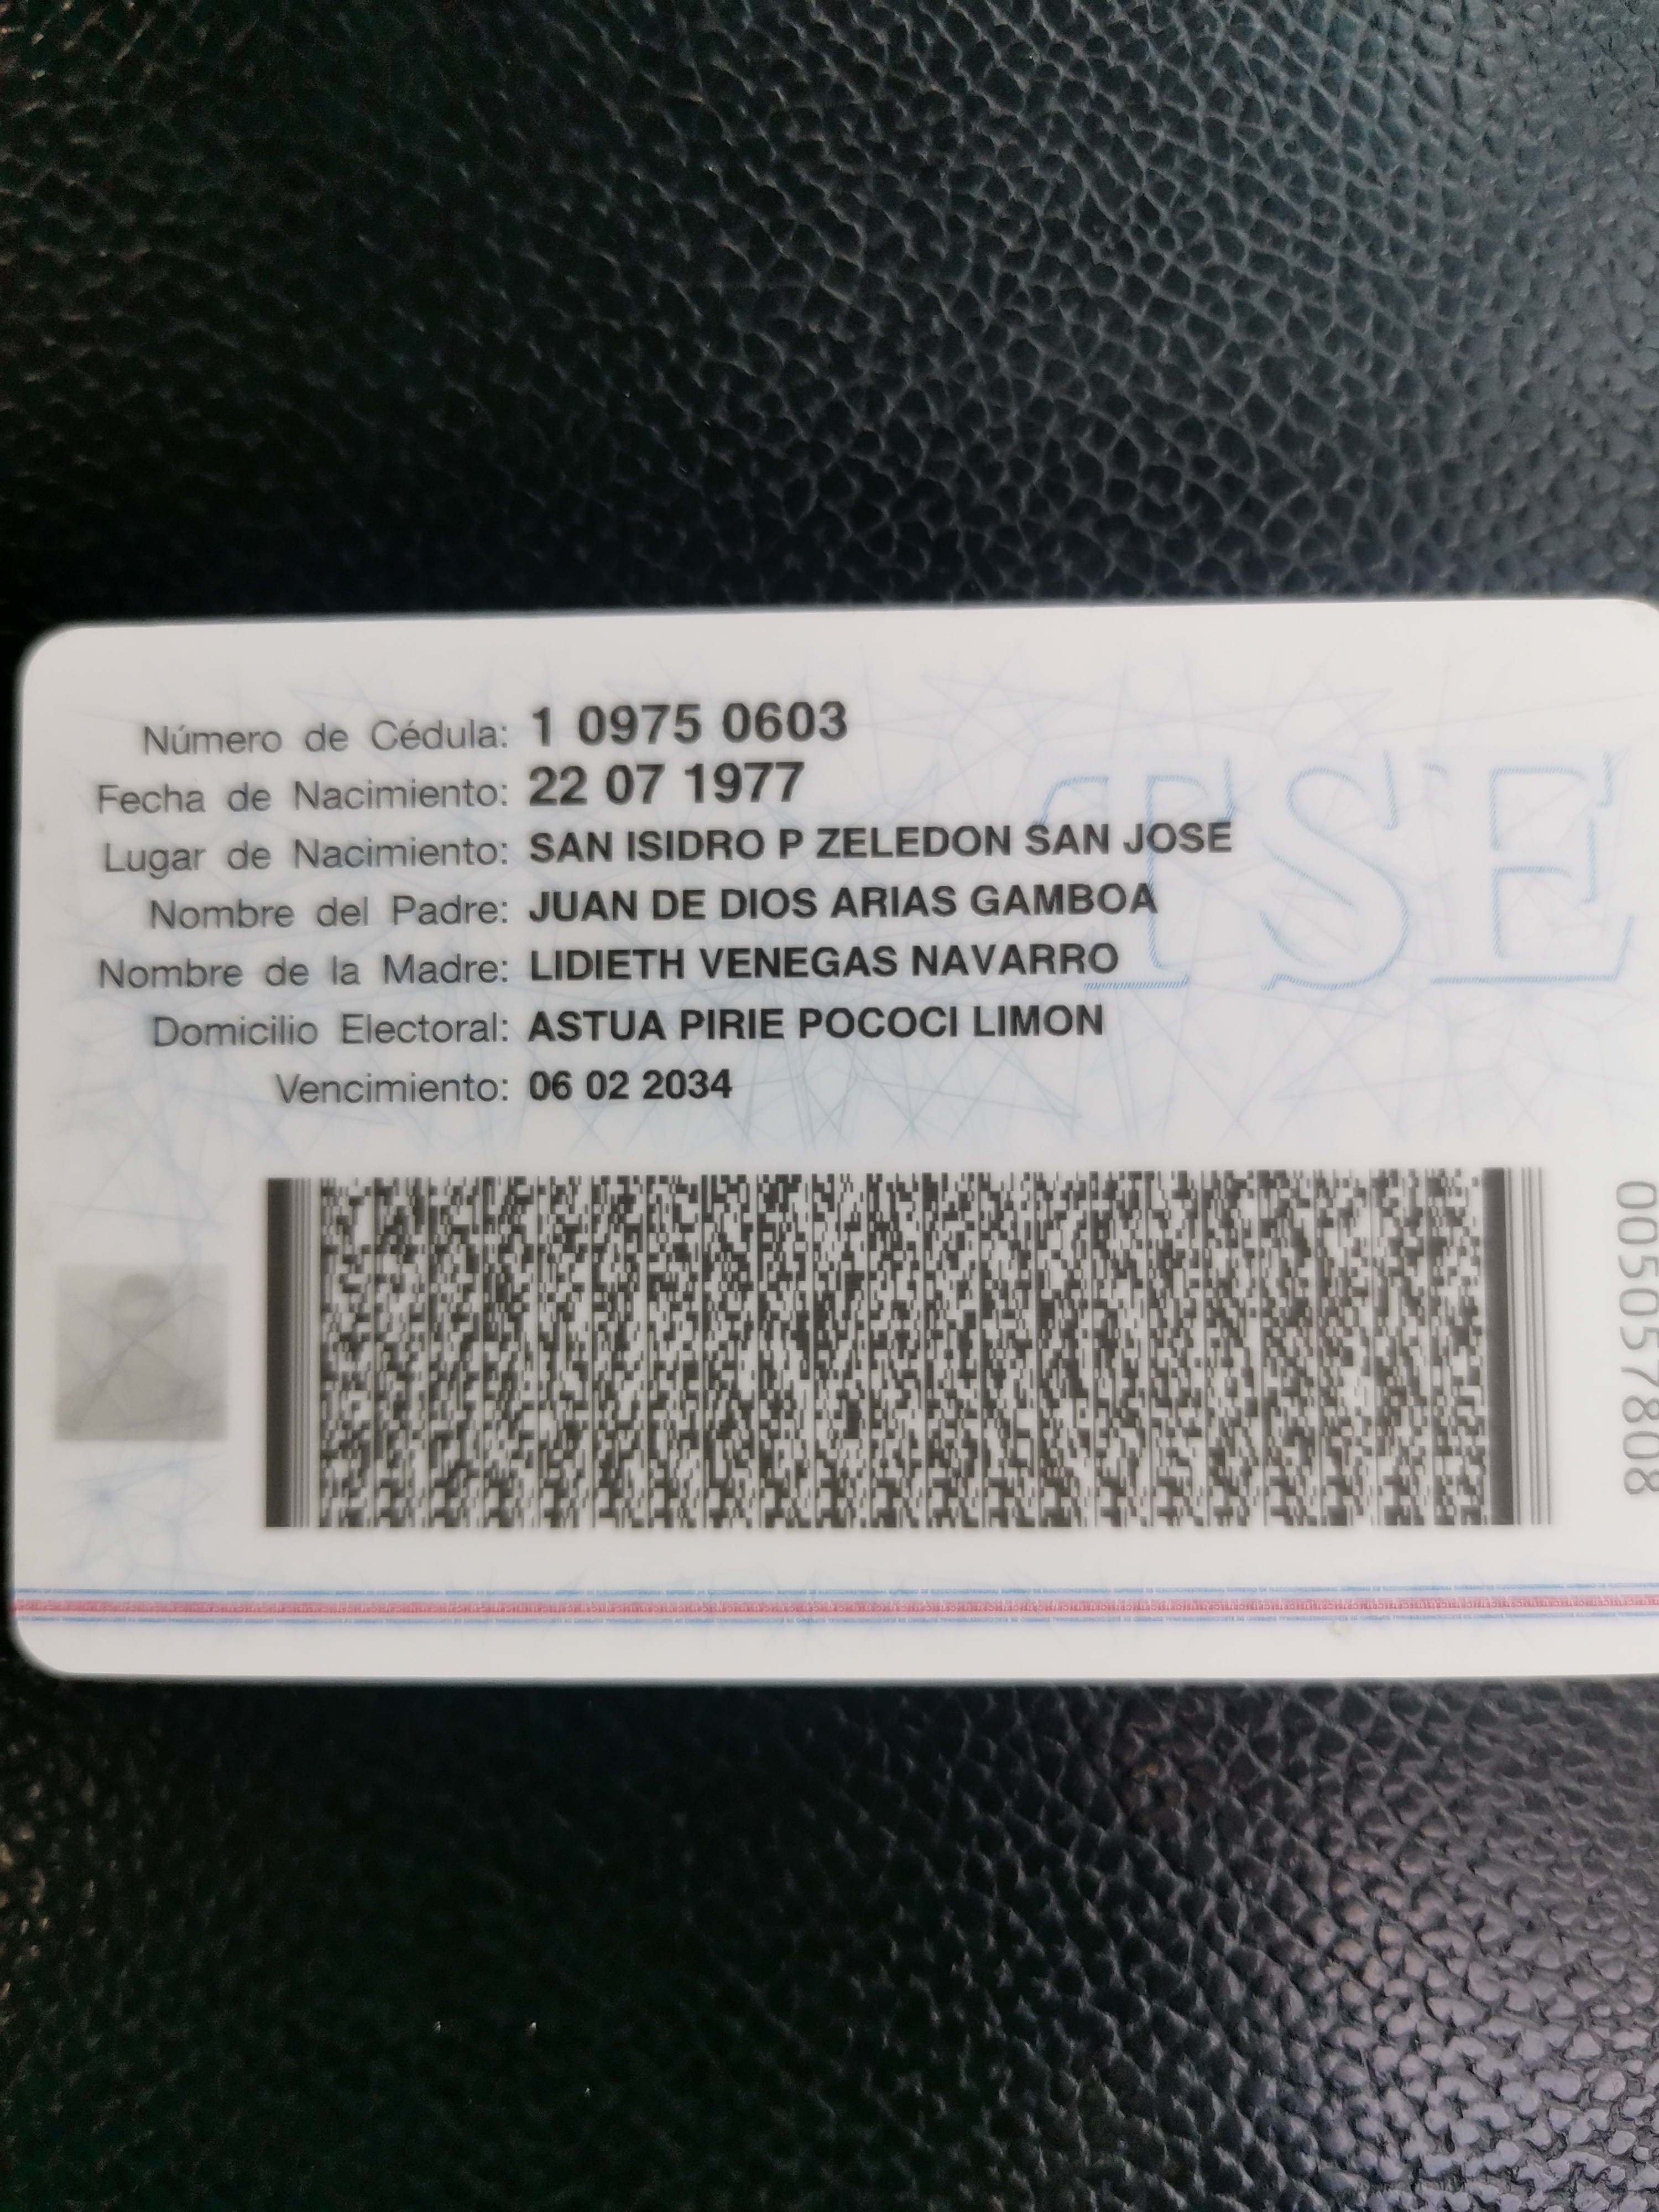 Número de Cédula: 1 0975 0603
Fecha de Nacimiento: 22 07 1977
Lugar de Nacimiento: SAN ISIDRO P ZELEDON SAN JOSE
Nombre del Padre: JUAN DE DIOS ARIAS GAMBOA
Nombre de la Madre: LIDIETH VENEGAS NAVARRO
Domicilio Electoral: ASTUA PIRIE POCOCI LIMON
Vencimiento: 06 02 2034
TSE
005057808